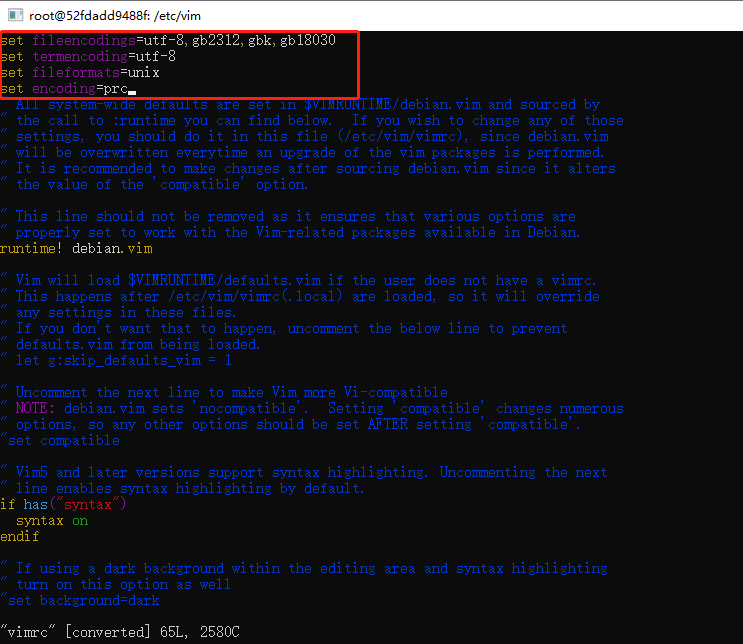 root@52fdadd9488f: /etc/vim
set fileencodings=utf-8,gb2312,gbk,gb18030
set termencoding=utf-8
set fileformats=unix
set encoding=prc
" All system-wide defaults are set in $VIMRUNTIME/debian.vim and sourced by
" the call to :runtime you can find below.  If you wish to change any of those
" settings, you should do it in this file (/etc/vim/vimrc), since debian.vim
" will be overwritten everytime an upgrade of the vim packages is performed.
" It is recommended to make changes after sourcing debian.vim since it alters
" the value of the 'compatible' option.

" This line should not be removed as it ensures that various options are
" properly set to work with the Vim-related packages available in Debian.
runtime! debian.vim

" Vim will load $VIMRUNTIME/defaults.vim if the user does not have a vimrc.
" This happens after /etc/vim/vimrc(.local) are loaded, so it will override
" any settings in these files.
" If you don't want that to happen, uncomment the below line to prevent
" defaults.vim from being loaded.
" let g:skip_defaults_vim = 1

" Uncomment the next line to make Vim more Vi-compatible
" NOTE: debian.vim sets 'nocompatible'.  Setting 'compatible' changes numerous
" options, so any other options should be set AFTER setting 'compatible'.
"set compatible

" Vim5 and later versions support syntax highlighting. Uncommenting the next
" line enables syntax highlighting by default.
if has("syntax")
  syntax on
endif

" If using a dark background within the editing area and syntax highlighting
" turn on this option as well
"set background=dark

"vimrc" [converted] 65L, 2580C